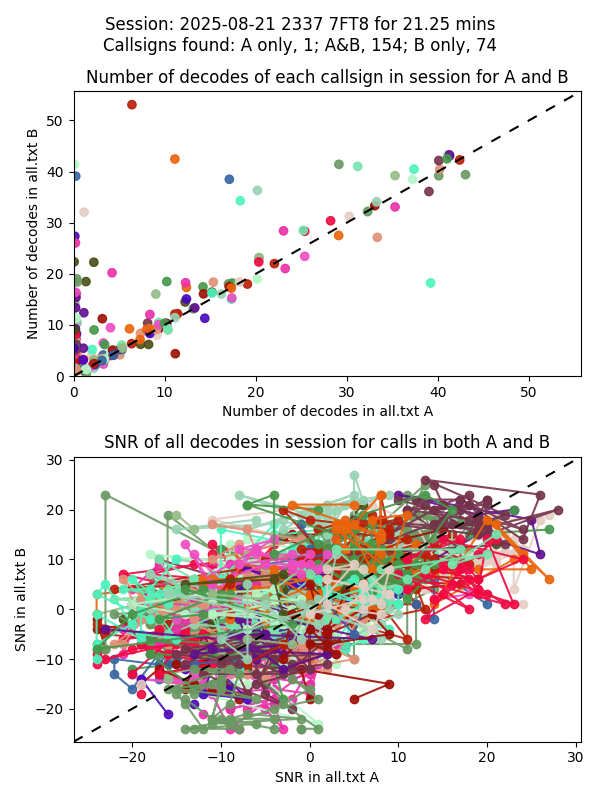 Session: 2025-08-21 2337 7FT8 for 21.25 mins
Callsigns found: A only, 1; A&B, 154; B only, 74
Number of decodes of each callsign in session for A and B
50
40
30
20
10
0
Number of decodes in all.txt B
0 10 20 30 40 50
Number of decodes in all.txt A
SNR of all decodes in session for calls in both A and B
30
20
10
0
−10
−20
SNR in all.txt B
−20 −10 0 10 20 30
SNR in all.txt A